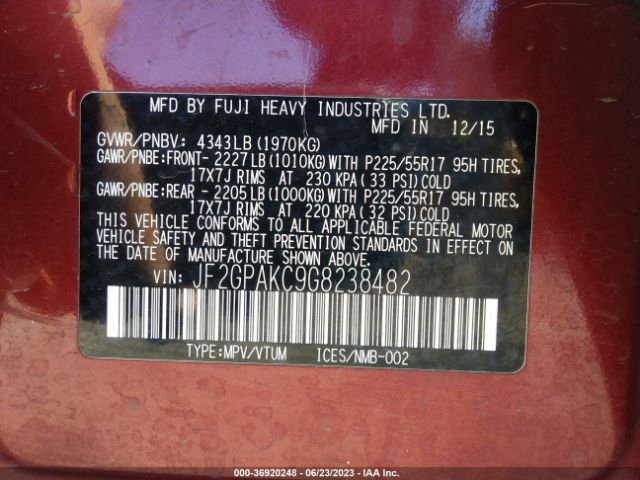 MFD BY FUJI HEAVY INDUSTRIES LTD.
MFD IN 12/15
GVWR/PNBV: 4343LB (1970KG)
GAWR/PNBE:FRONT- 2227LB (1010KG) WITH P225/55R17 95H TIRES,
17X7J RIMS AT 230 KPA (33 PSI) COLD
GAWR/PNBE:REAR - 2205LB (1000KG) WITH P225/55R17 95H TIRES,
17X7J RIMS AT 220 KPA (32 PSI) COLD
THIS VEHICLE CONFORMS TO ALL APPLICABLE FEDERAL MOTOR
VEHICLE SAFETY AND THEFT PREVENTION STANDARDS IN EFFECT
ON THE DATE OF MANUFACTURE SHOWN ABOVE.
VIN: JF2GPAKC9G8238482
TYPE:MPV/VTUM ICES/NMB-002
000-36920248 - 06/23/2023 - IAA Inc.